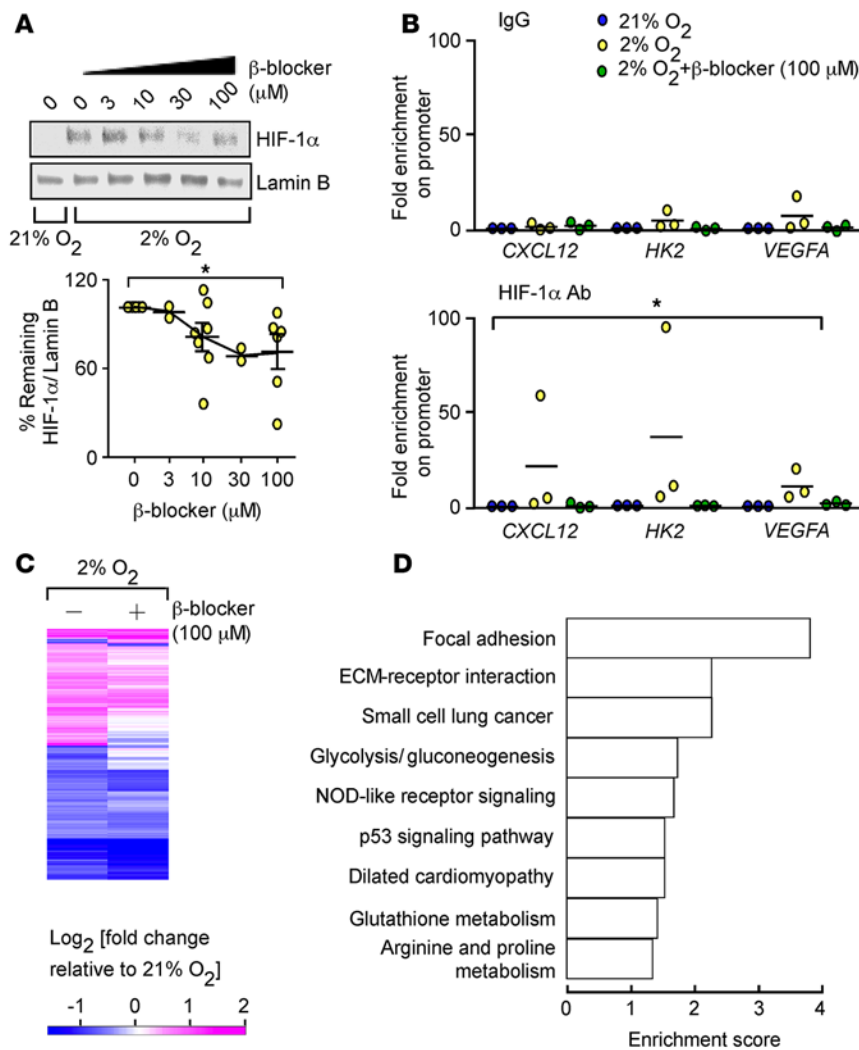 A
β-blocker
(μM)
0 0 3 10 30 100
HIF-1α
Lamin B
21% O2 2% O2
*
% Remaining
HIF-1α/ Lamin B
120
60
0
0 3 10 30 100
β-blocker (μM)
B
IgG
21% O2
2% O2
2% O2+β-blocker (100 μM)
Fold enrichment
on promoter
100
50
0
CXCL12 HK2 VEGFA
HIF-1α Ab
*
Fold enrichment
on promoter
100
50
0
CXCL12 HK2 VEGFA
C
2% O2
− +
β-blocker
(100 μM)
Log2 [fold change
relative to 21% O2]
-1 0 1 2
D
Focal adhesion
ECM-receptor interaction
Small cell lung cancer
Glycolysis/ gluconeogenesis
NOD-like receptor signaling
p53 signaling pathway
Dilated cardiomyopathy
Glutathione metabolism
Arginine and proline
metabolism
0 1 2 3 4
Enrichment score